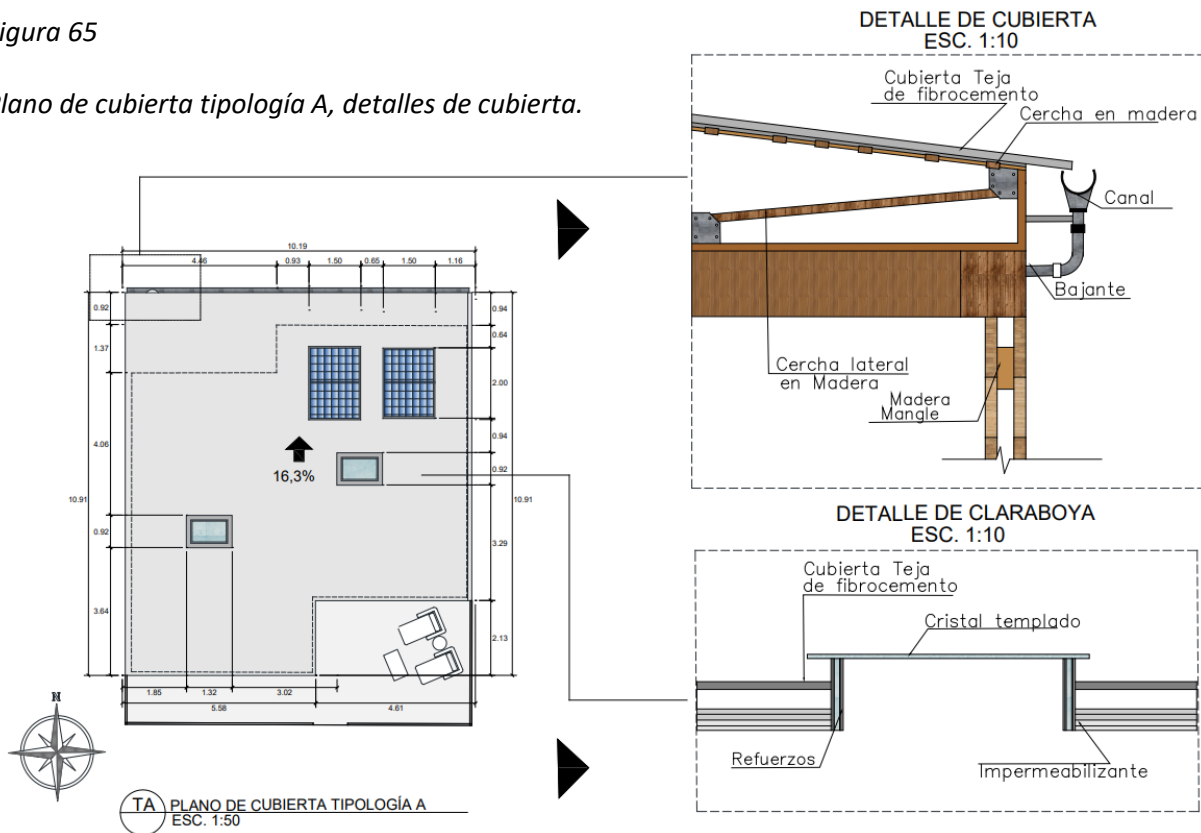 igura 65
lano de cubierta tipología A, detalles de cubierta.
10.19
4.46 0.93 1.50 0.65 1.50 1.16
0.92
1.37
4.06
10.91
0.92
3.64
0.94
0.64
2.00
0.94
0.92
10.91
3.29
2.13
16,3%
1.85 1.32 3.02
5.58 4.61
N
TA PLANO DE CUBIERTA TIPOLOGÍA A
ESC. 1:50
DETALLE DE CUBIERTA
ESC. 1:10
Cubierta Teja
de fibrocemento
Cercha en madera
Canal
Bajante
Cercha lateral
en Madera
Madera
Mangle
DETALLE DE CLARABOYA
ESC. 1:10
Cubierta Teja
de fibrocemento
Cristal templado
Refuerzos
Impermeabilizante